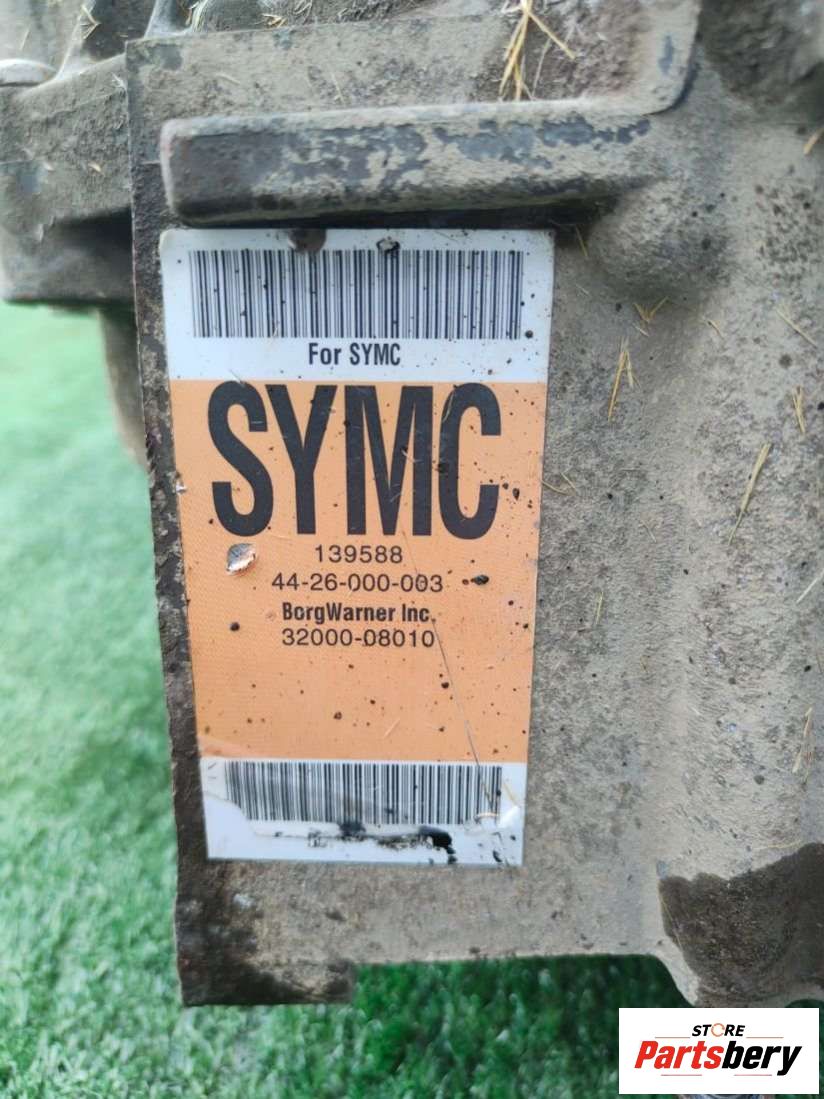 For SYMC
SYMC
139588
44-26-000-003
BorgWarner Inc.
32000-08010
STORE
Partsbery